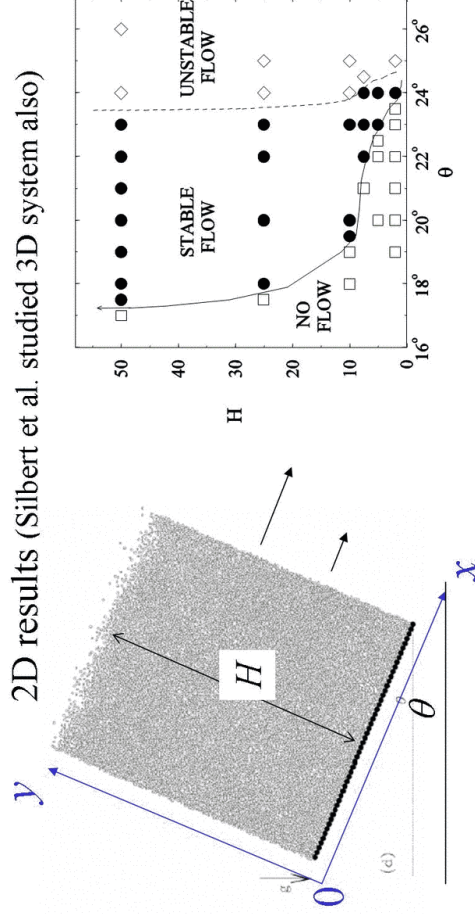 2D results (Silbert et al. studied 3D system also)
y
H
g
0
(d)
θ
θ
x
H
50
40
30
20
10
0
NO
FLOW
STABLE
FLOW
UNSTABLE
FLOW
16° 18° 20° 22° 24° 26°
θ